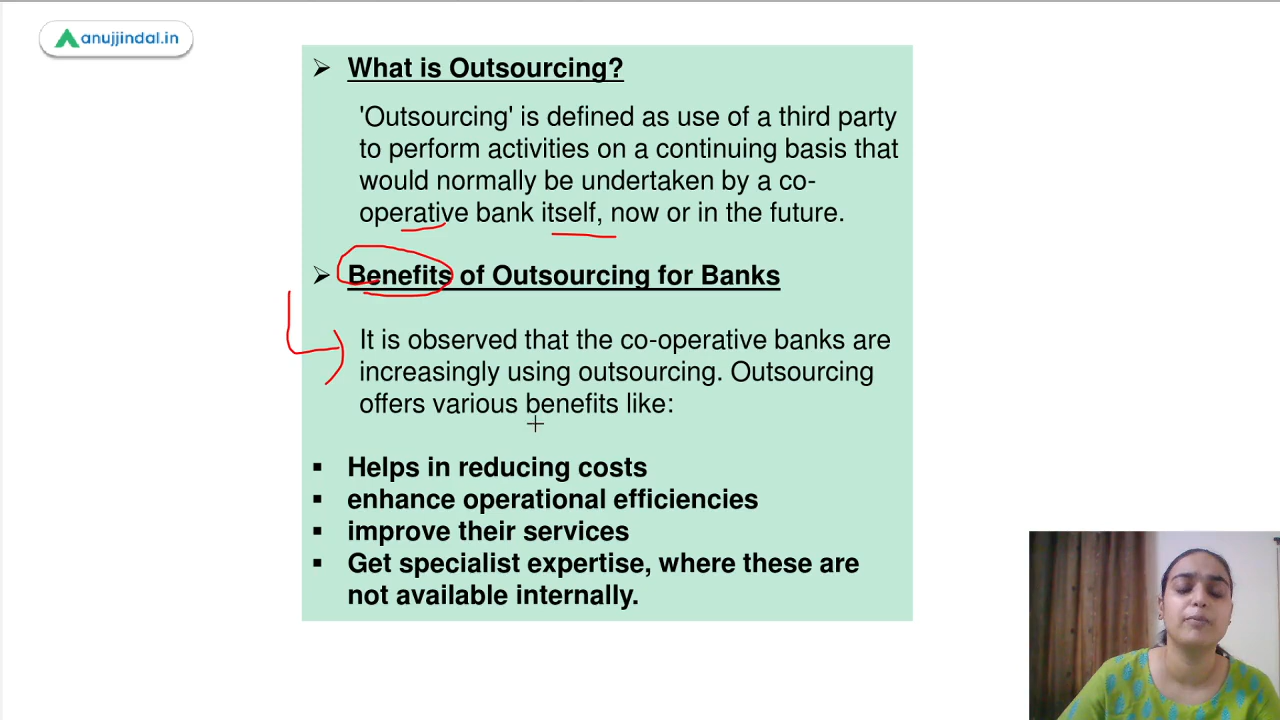 anujjindal.in
What is Outsourcing?
'Outsourcing' is defined as use of a third party
to perform activities on a continuing basis that
would normally be undertaken by a co-
operative bank itself, now or in the future.
Benefits of Outsourcing for Banks
It is observed that the co-operative banks are
increasingly using outsourcing. Outsourcing
offers various benefits like:
Helps in reducing costs
enhance operational efficiencies
improve their services
Get specialist expertise, where these are
not available internally.